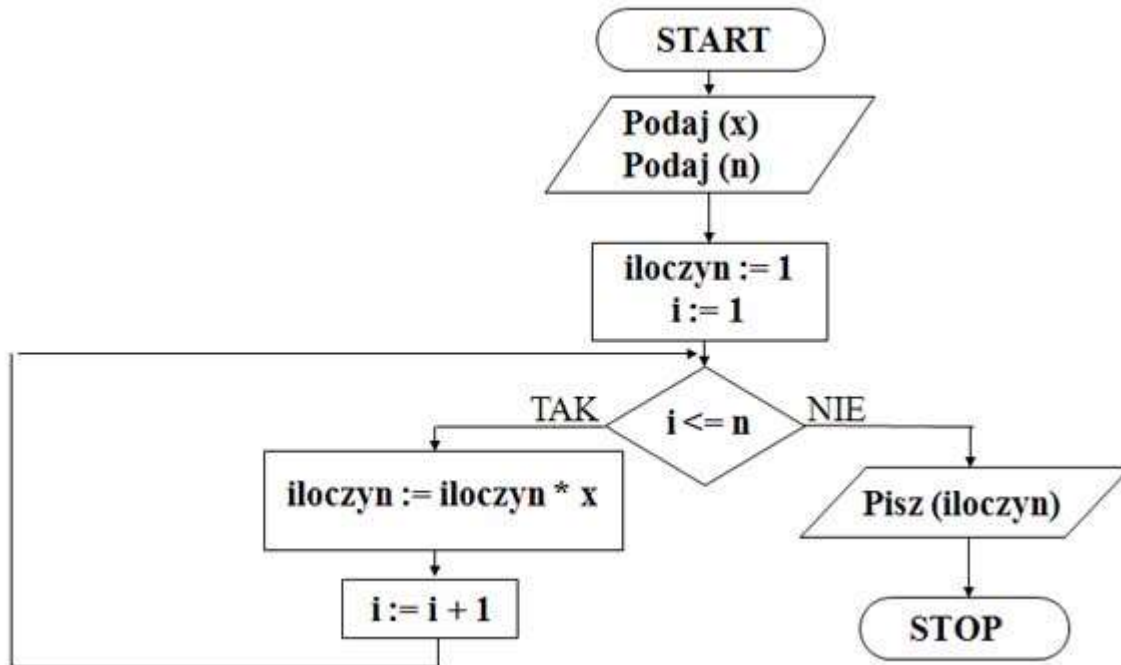 START
Podaj (x)
Podaj (n)
iloczyn := 1
i := 1
TAK
i <= n
NIE
iloczyn := iloczyn * x
i := i + 1
Pisz (iloczyn)
STOP